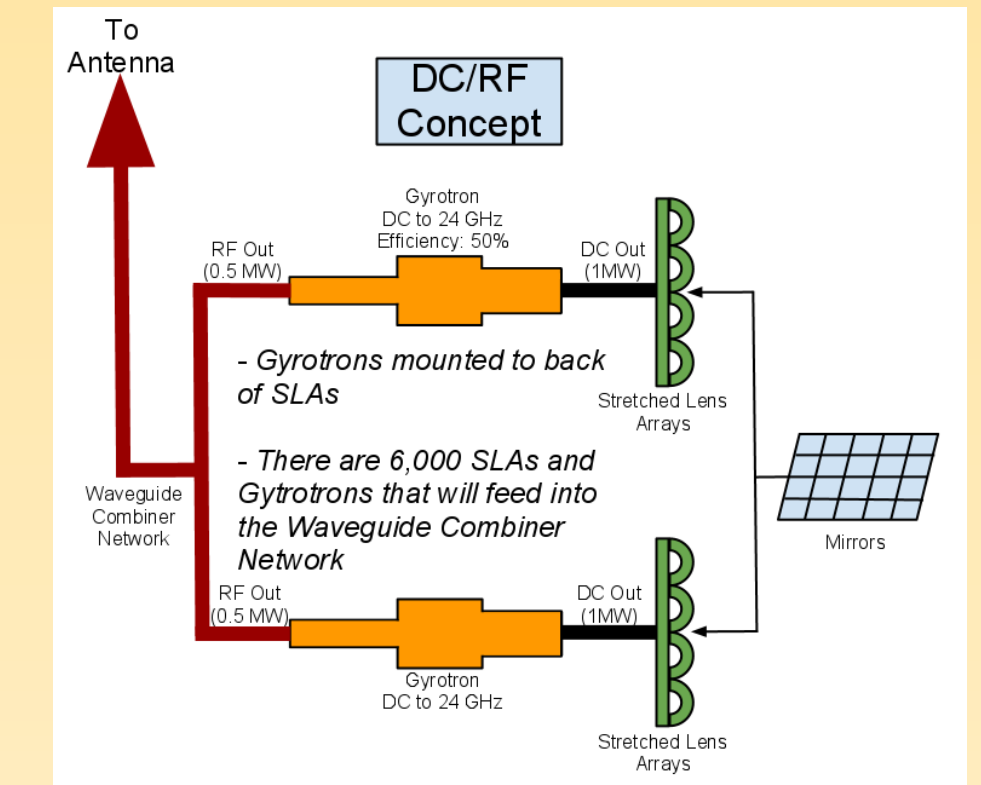 To
Antenna
DC/RF
Concept
Gyrotron
DC to 24 GHz
Efficiency: 50%
RF Out
(0.5 MW)
DC Out
(1MW)
- Gyrotrons mounted to back
of SLAs
Stretched Lens
Arrays
- There are 6,000 SLAs and
Gytrotrons that will feed into
the Waveguide Combiner
Network
Waveguide
Combiner
Network
Mirrors
RF Out
(0.5 MW)
DC Out
(1MW)
Gyrotron
DC to 24 GHz
Stretched Lens
Arrays